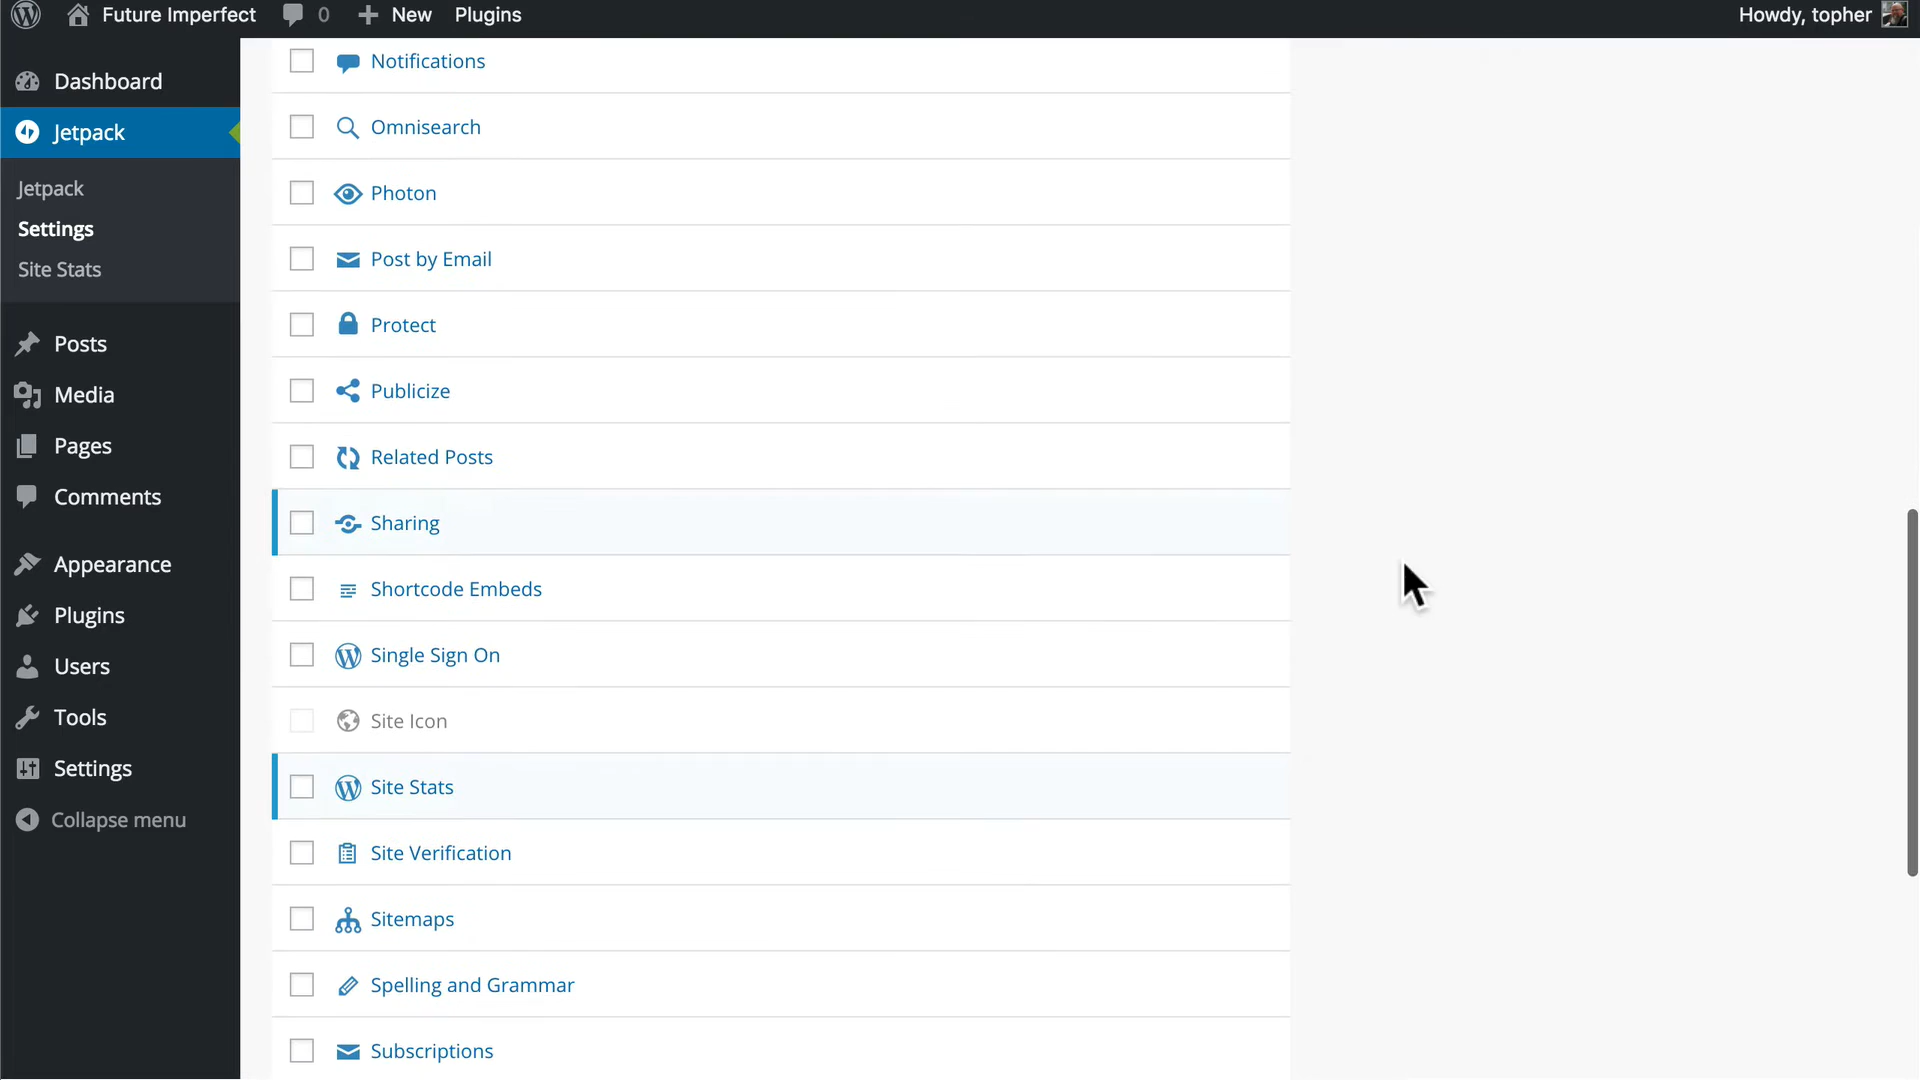 Future Imperfect
0
New
Plugins
Howdy, topher
Dashboard
Jetpack
Jetpack
Settings
Site Stats
Posts
Media
Pages
Comments
Appearance
Plugins
Users
Tools
Settings
Collapse menu
Notifications
Omnisearch
Photon
Post by Email
Protect
Publicize
Related Posts
Sharing
Shortcode Embeds
Single Sign On
Site Icon
Site Stats
Site Verification
Sitemaps
Spelling and Grammar
Subscriptions